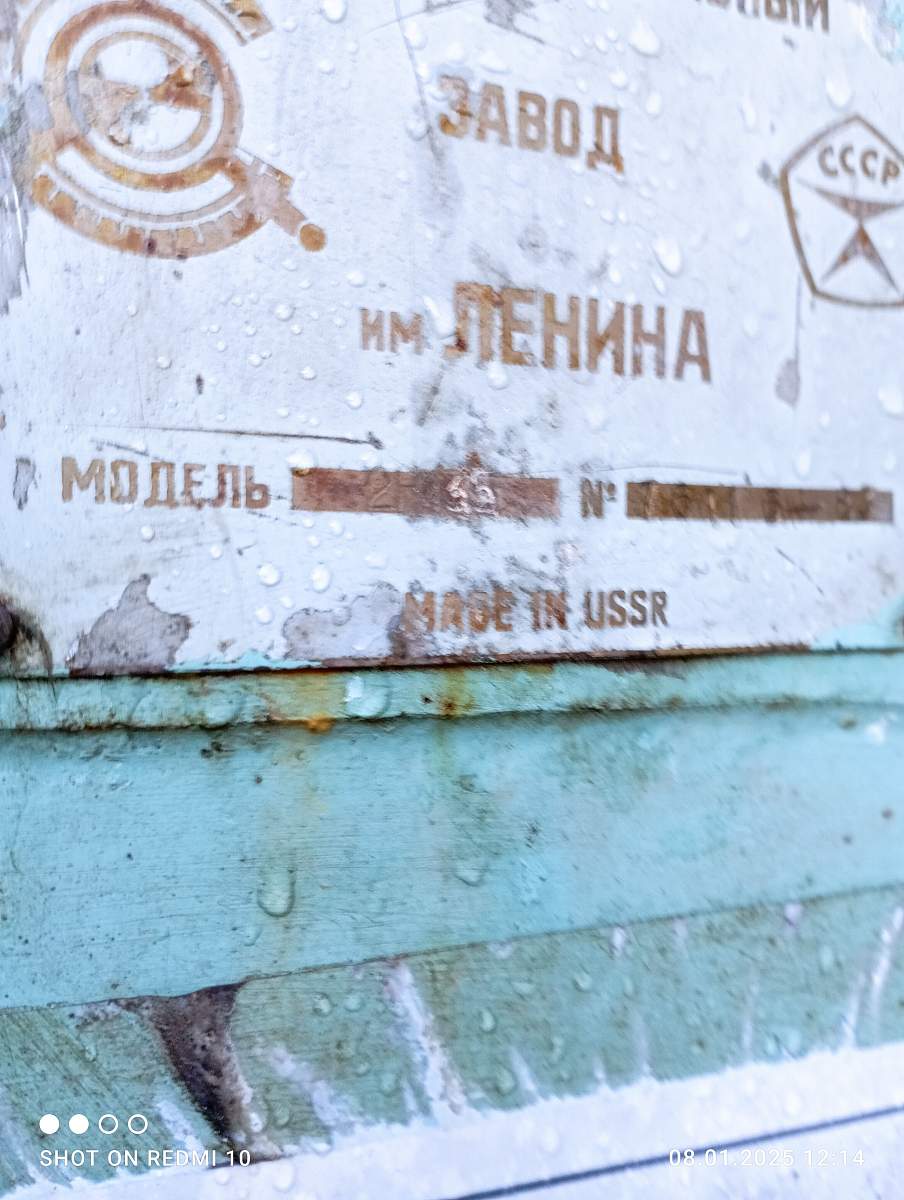 ЗАВОД
СССР
им ЛЕНИНА
МОДЕЛЬ
№
MADE IN USSR
SHOT ON REDMI 10
08.01.2025 12:14